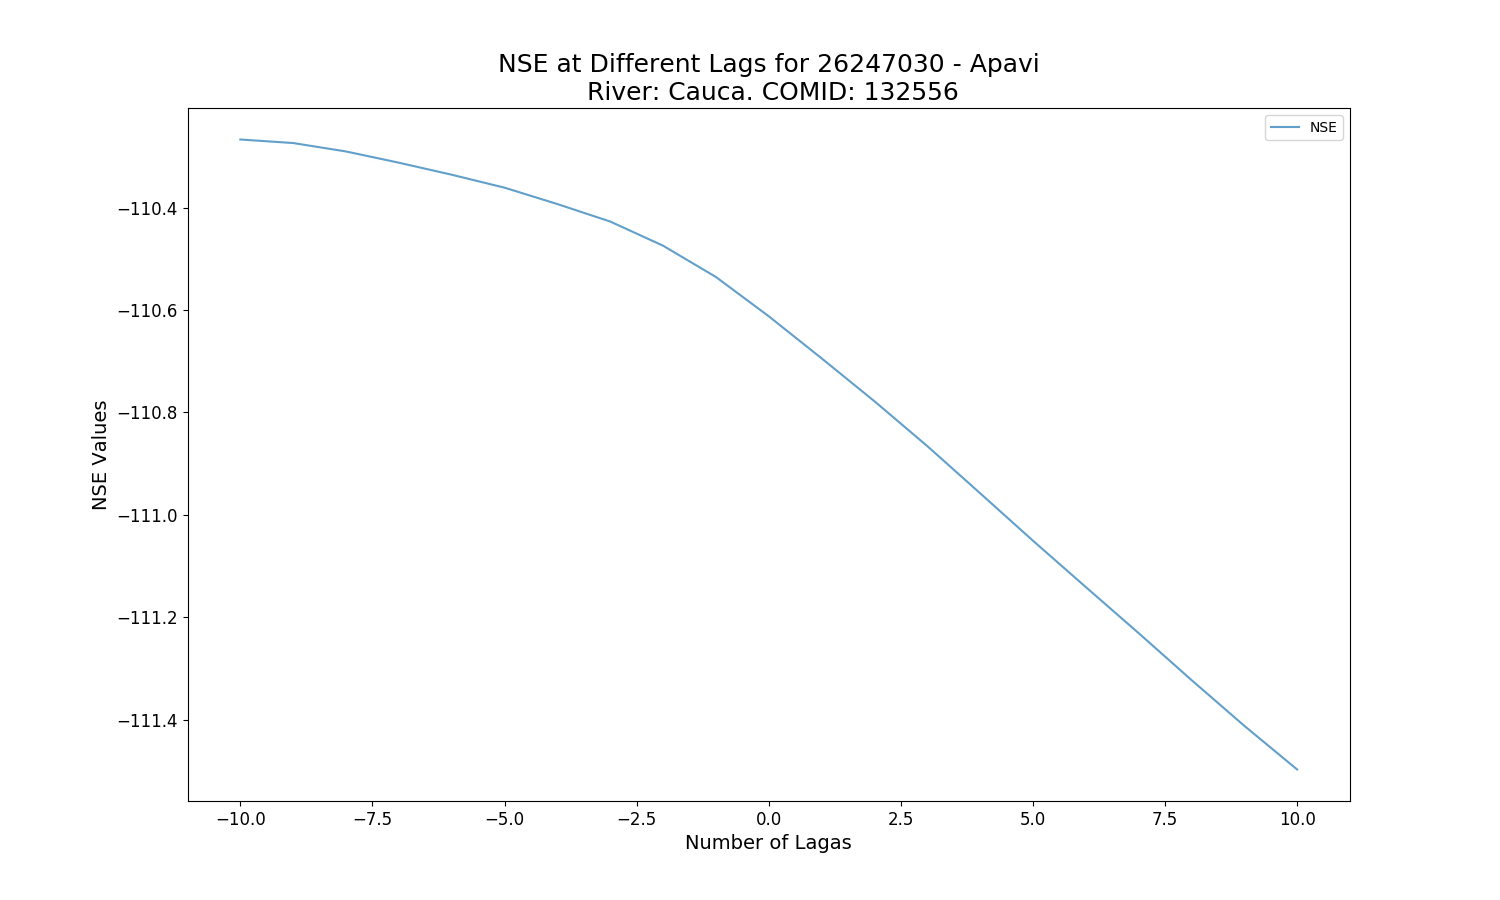 NSE at Different Lags for 26247030 - Apavi
River: Cauca. COMID: 132556
NSE
−110.4
−110.6
−110.8
−111.0
−111.2
−111.4
NSE Values
−10.0 −7.5 −5.0 −2.5 0.0 2.5 5.0 7.5 10.0
Number of Lagas